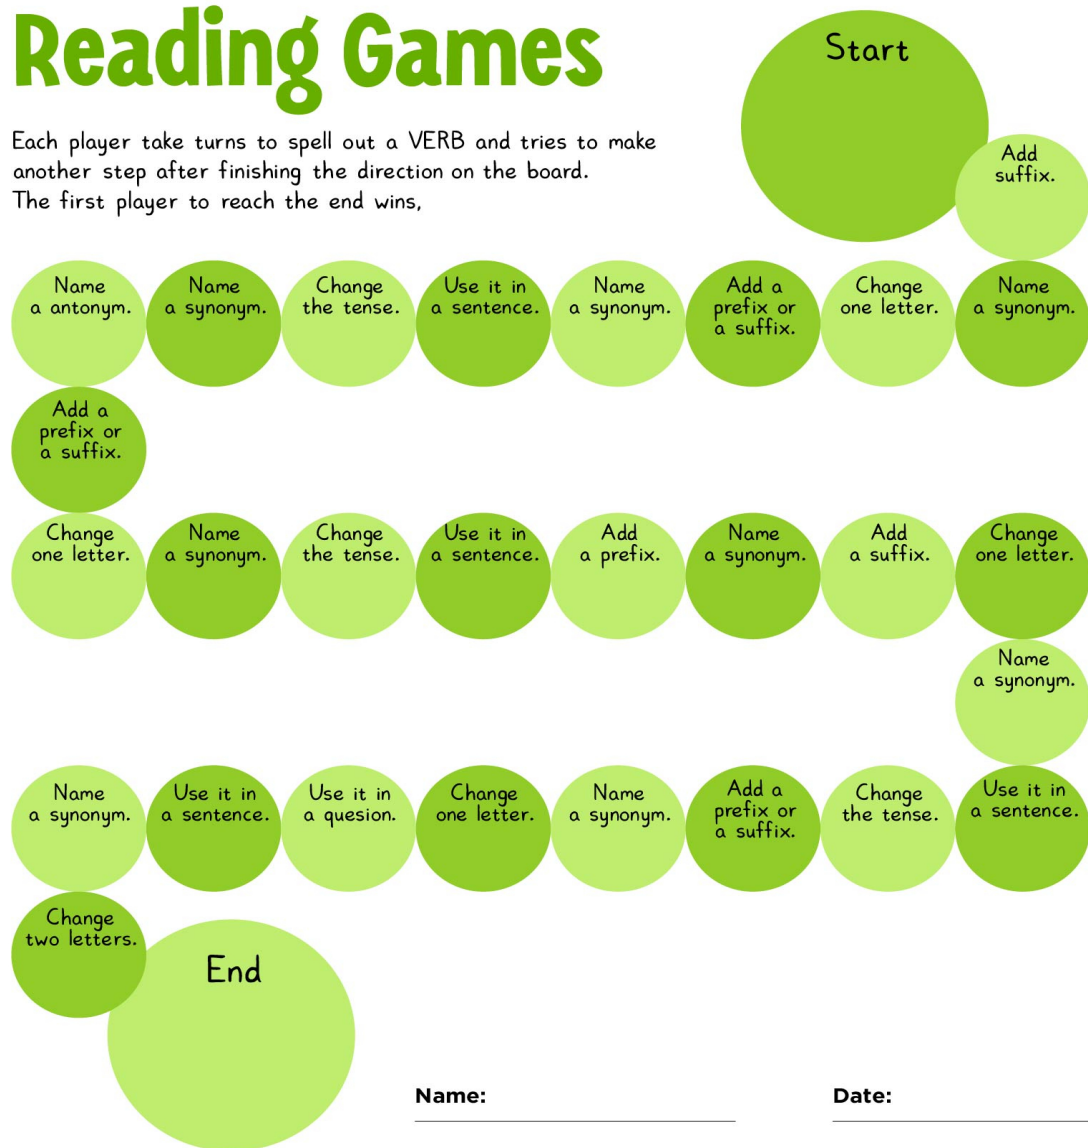 Reading Games
Each player take turns to spell out a VERB and tries to make
another step after finishing the direction on the board.
The first player to reach the end wins,
Start
Add
suffix.
Name
a antonym.
Name
a synonym.
Change
the tense.
Use it in
a sentence.
Name
a synonym.
Add a
prefix or
a suffix.
Change
one letter.
Name
a synonym.
Add a
prefix or
a suffix.
Change
one letter.
Name
a synonym.
Change
the tense.
Use it in
a sentence.
Add
a prefix.
Name
a synonym.
Add
a suffix.
Change
one letter.
Name
a synonym.
Name
a synonym.
Use it in
a sentence.
Use it in
a quesion.
Change
one letter.
Name
a synonym.
Add a
prefix or
a suffix.
Change
the tense.
Use it in
a sentence.
Change
two letters.
End
Name:
Date: